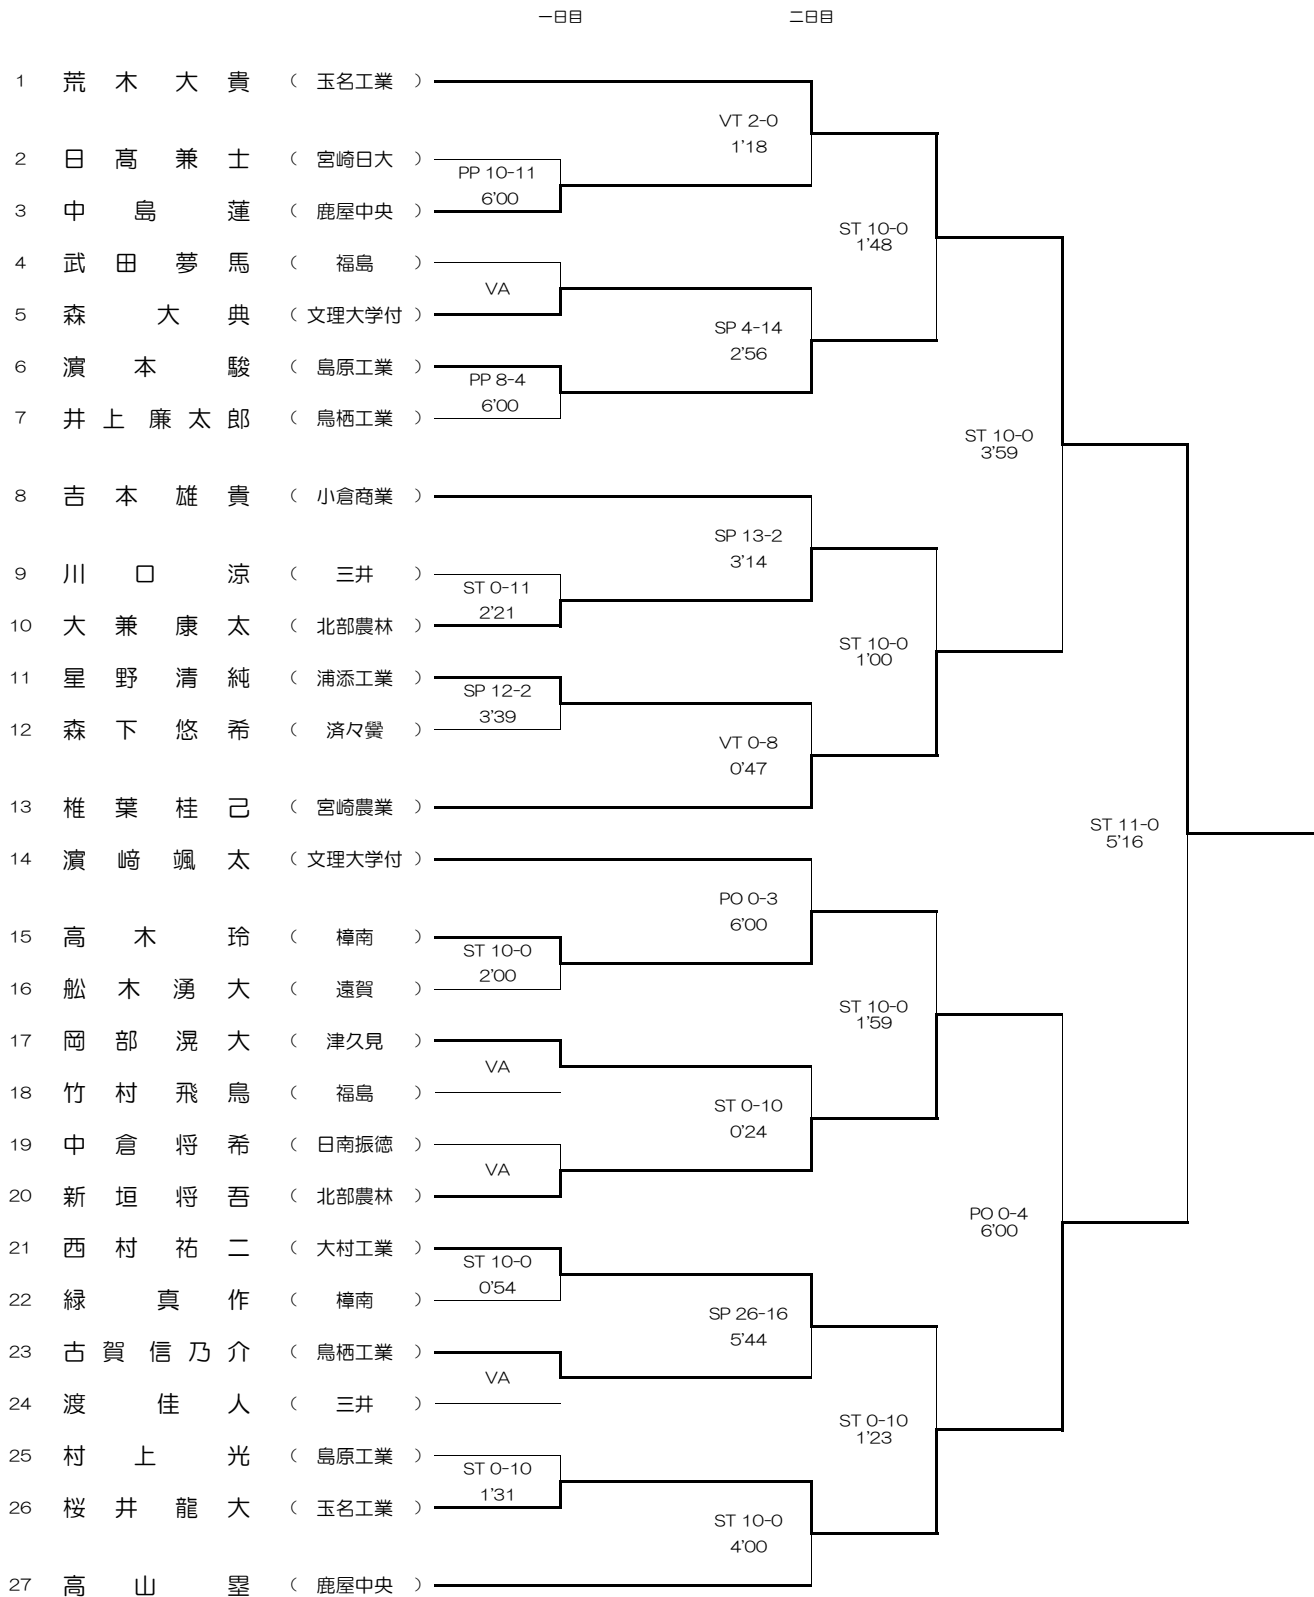 一日目 二日目
1 荒木大貴 （ 玉名工業 ）
VT 2-0
1'18
2 日髙兼士 （ 宮崎日大 ）
PP 10-11
6'00
3 中島蓮 （ 鹿屋中央 ）
ST 10-0
1'48
4 武田夢馬 （ 福島 ）
VA
5 森大典 （ 文理大学付 ）
SP 4-14
2'56
6 濵本駿 （ 島原工業 ）
PP 8-4
6'00
7 井上廉太郎 （ 鳥栖工業 ）
ST 10-0
3'59
8 吉本雄貴 （ 小倉商業 ）
SP 13-2
3'14
9 川口涼 （ 三井 ）
ST 0-11
2'21
10 大兼康太 （ 北部農林 ）
ST 10-0
1'00
11 星野清純 （ 浦添工業 ）
SP 12-2
3'39
12 森下悠希 （ 済々黌 ）
VT 0-8
0'47
13 椎葉桂己 （ 宮崎農業 ）
ST 11-0
5'16
14 濵﨑颯太 （ 文理大学付 ）
PO 0-3
6'00
15 高木玲 （ 樟南 ）
ST 10-0
2'00
16 舩木湧大 （ 遠賀 ）
ST 10-0
1'59
17 岡部滉大 （ 津久見 ）
VA
18 竹村飛鳥 （ 福島 ）
ST 0-10
0'24
19 中倉将希 （ 日南振徳 ）
VA
20 新垣将吾 （ 北部農林 ）
PO 0-4
6'00
21 西村祐二 （ 大村工業 ）
ST 10-0
0'54
22 緑真作 （ 樟南 ）
SP 26-16
5'44
23 古賀信乃介 （ 鳥栖工業 ）
VA
24 渡佳人 （ 三井 ）
ST 0-10
1'23
25 村上光 （ 島原工業 ）
ST 0-10
1'31
26 桜井龍大 （ 玉名工業 ）
ST 10-0
4'00
27 高山塁 （ 鹿屋中央 ）